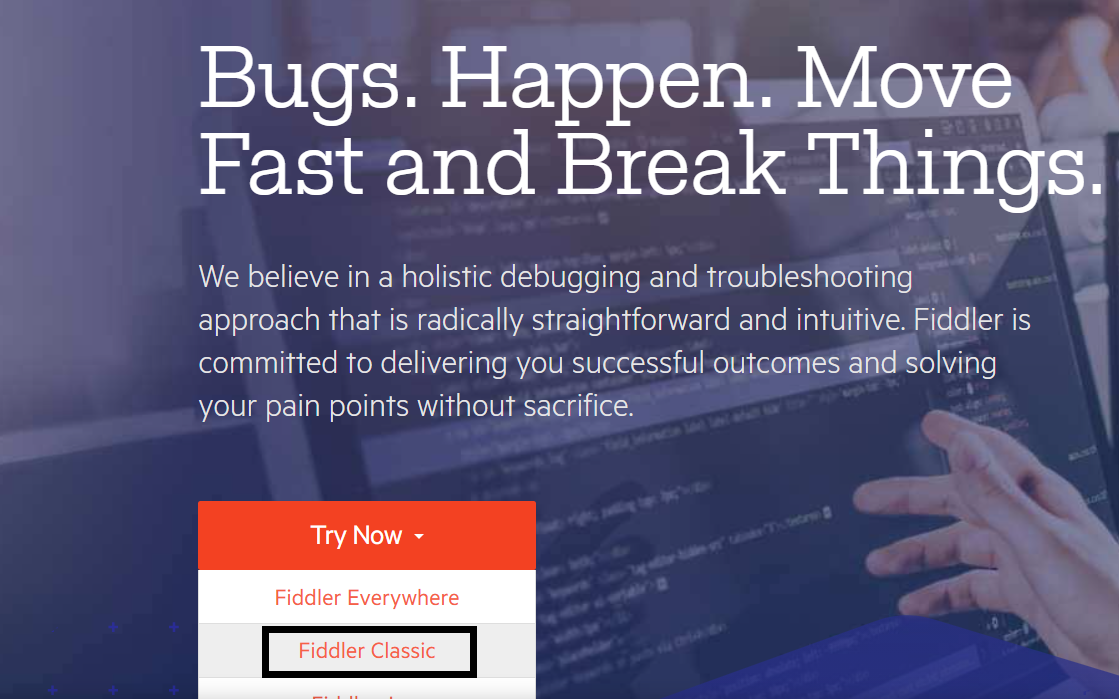 Bugs. Happen. Move
Fast and Break Things.
We believe in a holistic debugging and troubleshooting
approach that is radically straightforward and intuitive. Fiddler is
committed to delivering you successful outcomes and solving
your pain points without sacrifice.
Try Now
Fiddler Everywhere
Fiddler Classic